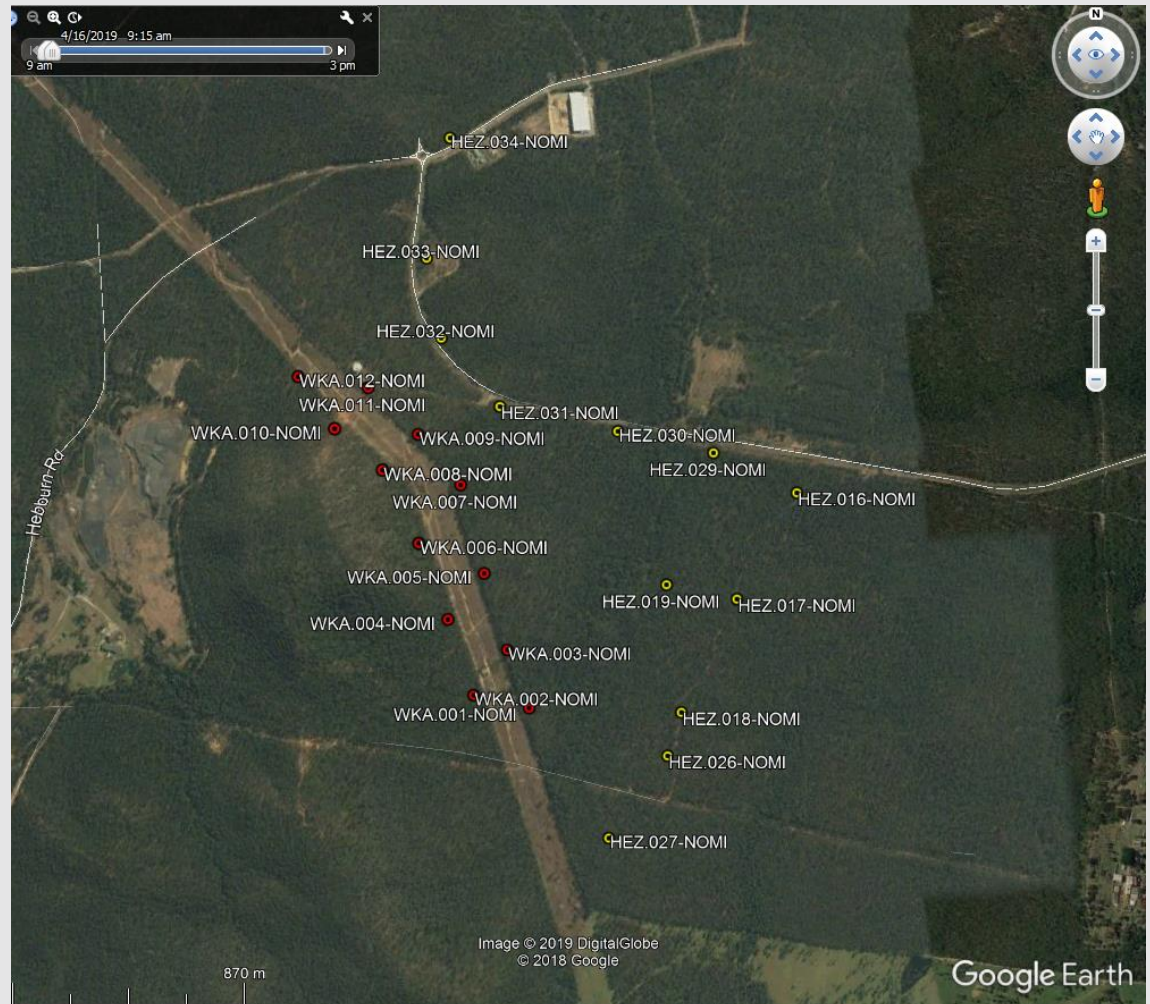 4/16/2019 9:15 am
9 am
3 pm
N
HEZ.034-NOMI
HEZ.033-NOMI
HEZ.032-NOMI
WKA.012-NOMI
WKA.011-NOMI
HEZ.031-NOMI
WKA.010-NOMI
WKA.009-NOMI
HEZ.030-NOMI
HEZ.029-NOMI
WKA.008-NOMI
WKA.007-NOMI
HEZ.016-NOMI
Hebburn Rd
WKA.006-NOMI
WKA.005-NOMI
HEZ.019-NOMI
HEZ.017-NOMI
WKA.004-NOMI
WKA.003-NOMI
WKA.002-NOMI
WKA.001-NOMI
HEZ.018-NOMI
HEZ.026-NOMI
HEZ.027-NOMI
Image © 2019 DigitalGlobe
© 2018 Google
870 m
Google Earth